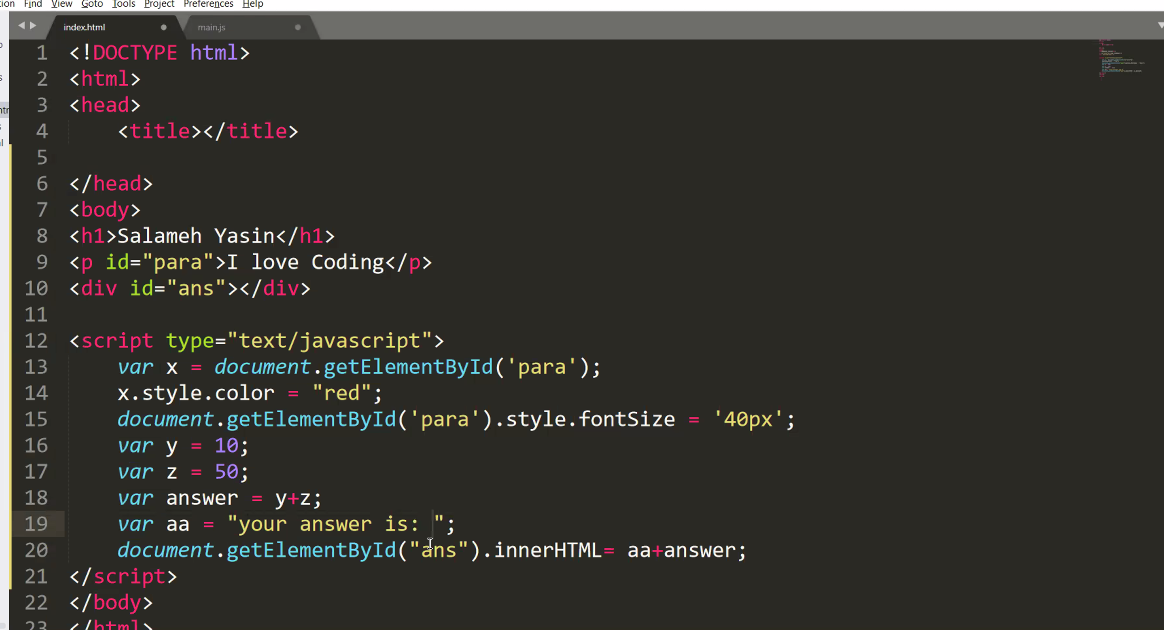 tion Find View Goto Tools Project Preferences Help
index.html main.js
1 <!DOCTYPE html>
2 <html>
3 <head>
4     <title></title>
5
6 </head>
7 <body>
8 <h1>Salameh Yasin</h1>
9 <p id="para">I love Coding</p>
10 <div id="ans"></div>
11
12 <script type="text/javascript">
13     var x = document.getElementById('para');
14     x.style.color = "red";
15     document.getElementById('para').style.fontSize = '40px';
16     var y = 10;
17     var z = 50;
18     var answer = y+z;
19     var aa = "your answer is: ";
20     document.getElementById("ans").innerHTML= aa+answer;
21 </script>
22 </body>
23 </html>